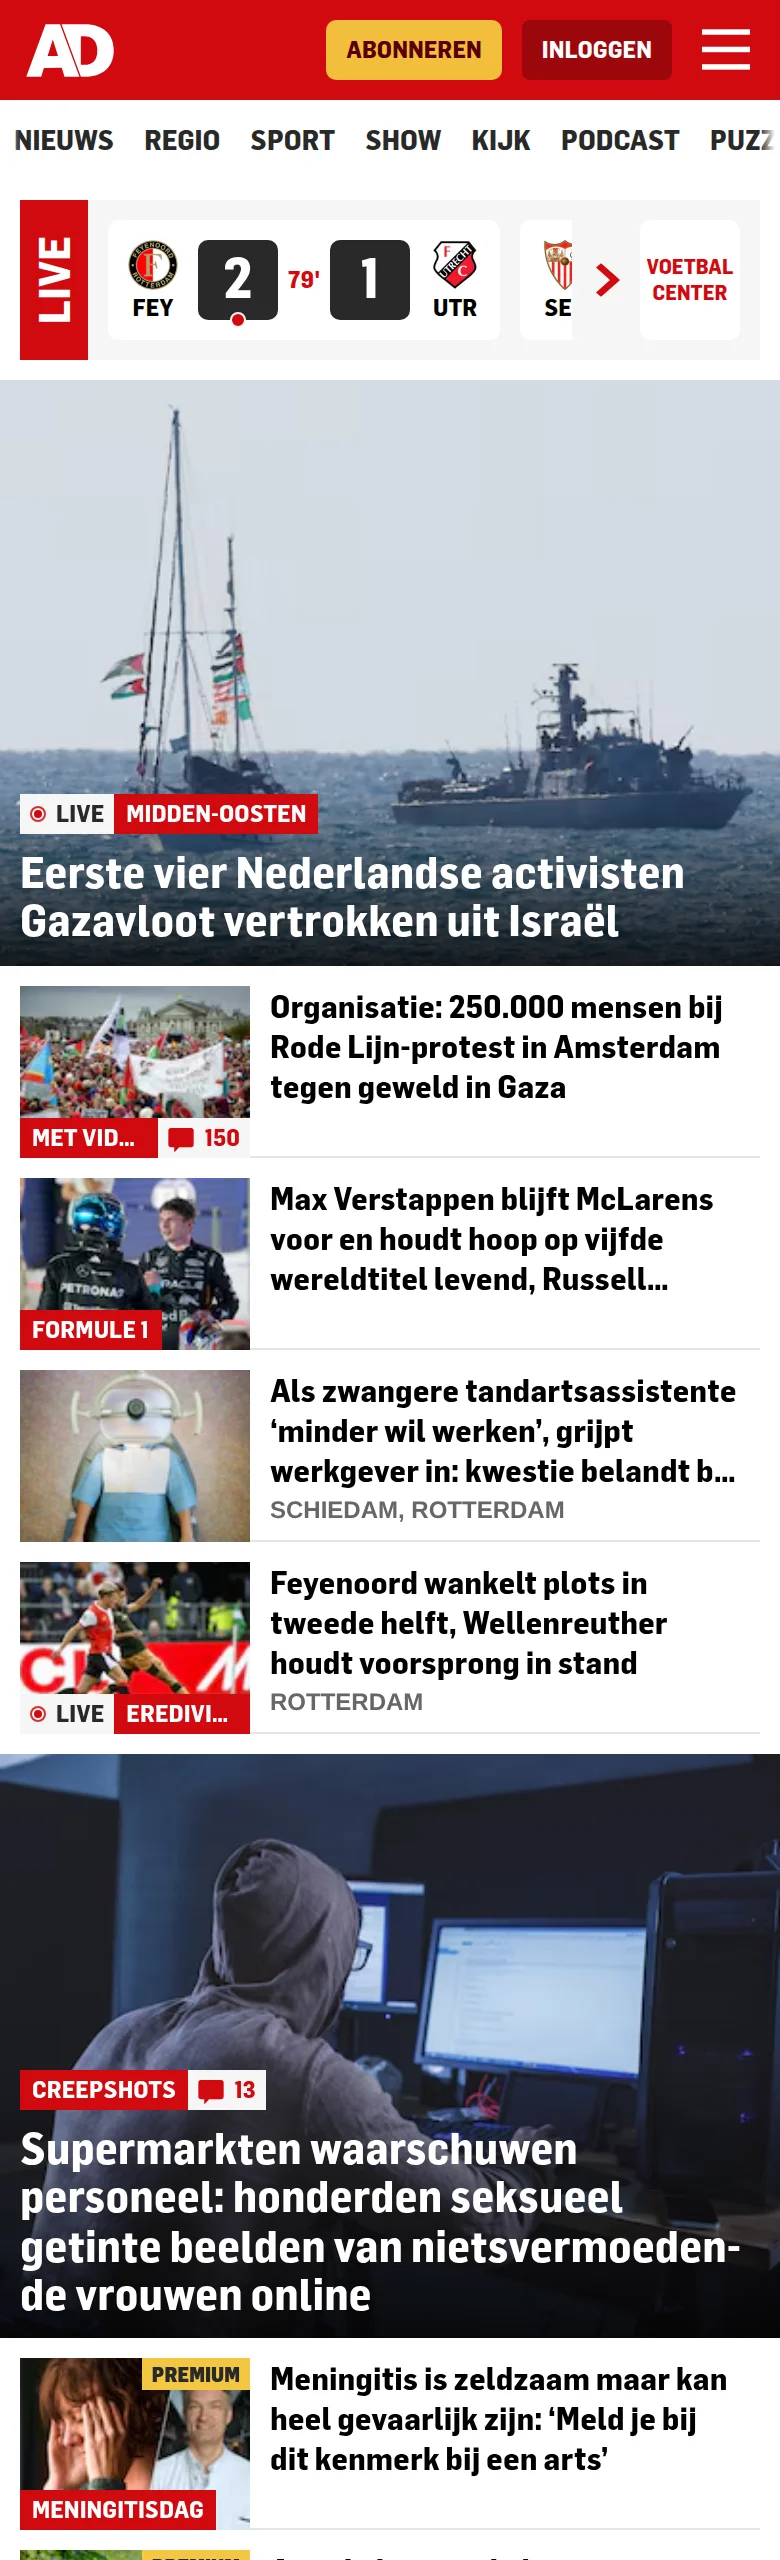 AD
ABONNEREN
INLOGGEN
NIEUWS REGIO SPORT SHOW KIJK PODCAST PUZZ
LIVE
FEY
2
79'
1
UTR
SE
VOETBAL
CENTER
LIVE MIDDEN-OOSTEN
Eerste vier Nederlandse activisten
Gazavloot vertrokken uit Israël
Organisatie: 250.000 mensen bij
Rode Lijn-protest in Amsterdam
tegen geweld in Gaza
MET VID... 150
Max Verstappen blijft McLarens
voor en houdt hoop op vijfde
wereldtitel levend, Russell...
PETRONAS
FORMULE 1
Als zwangere tandartsassistente
‘minder wil werken’, grijpt
werkgever in: kwestie belandt b...
SCHIEDAM, ROTTERDAM
Feyenoord wankelt plots in
tweede helft, Wellenreuther
houdt voorsprong in stand
ROTTERDAM
LIVE EREDIVI...
CREEPSHOTS 13
Supermarkten waarschuwen
personeel: honderden seksueel
getinte beelden van nietsvermoeden-
de vrouwen online
PREMIUM
Meningitis is zeldzaam maar kan
heel gevaarlijk zijn: ‘Meld je bij
dit kenmerk bij een arts’
MENINGITISDAG